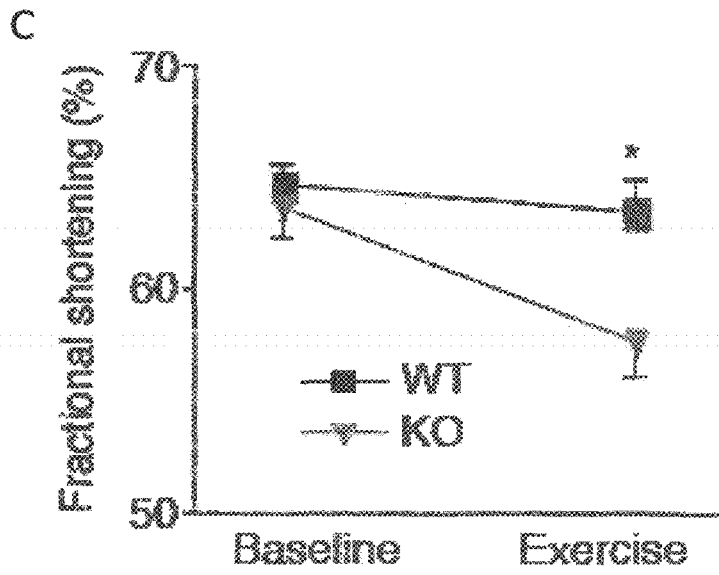 C
Fractional shortening (%)
70
60
50
*
WT
KO
Baseline
Exercise